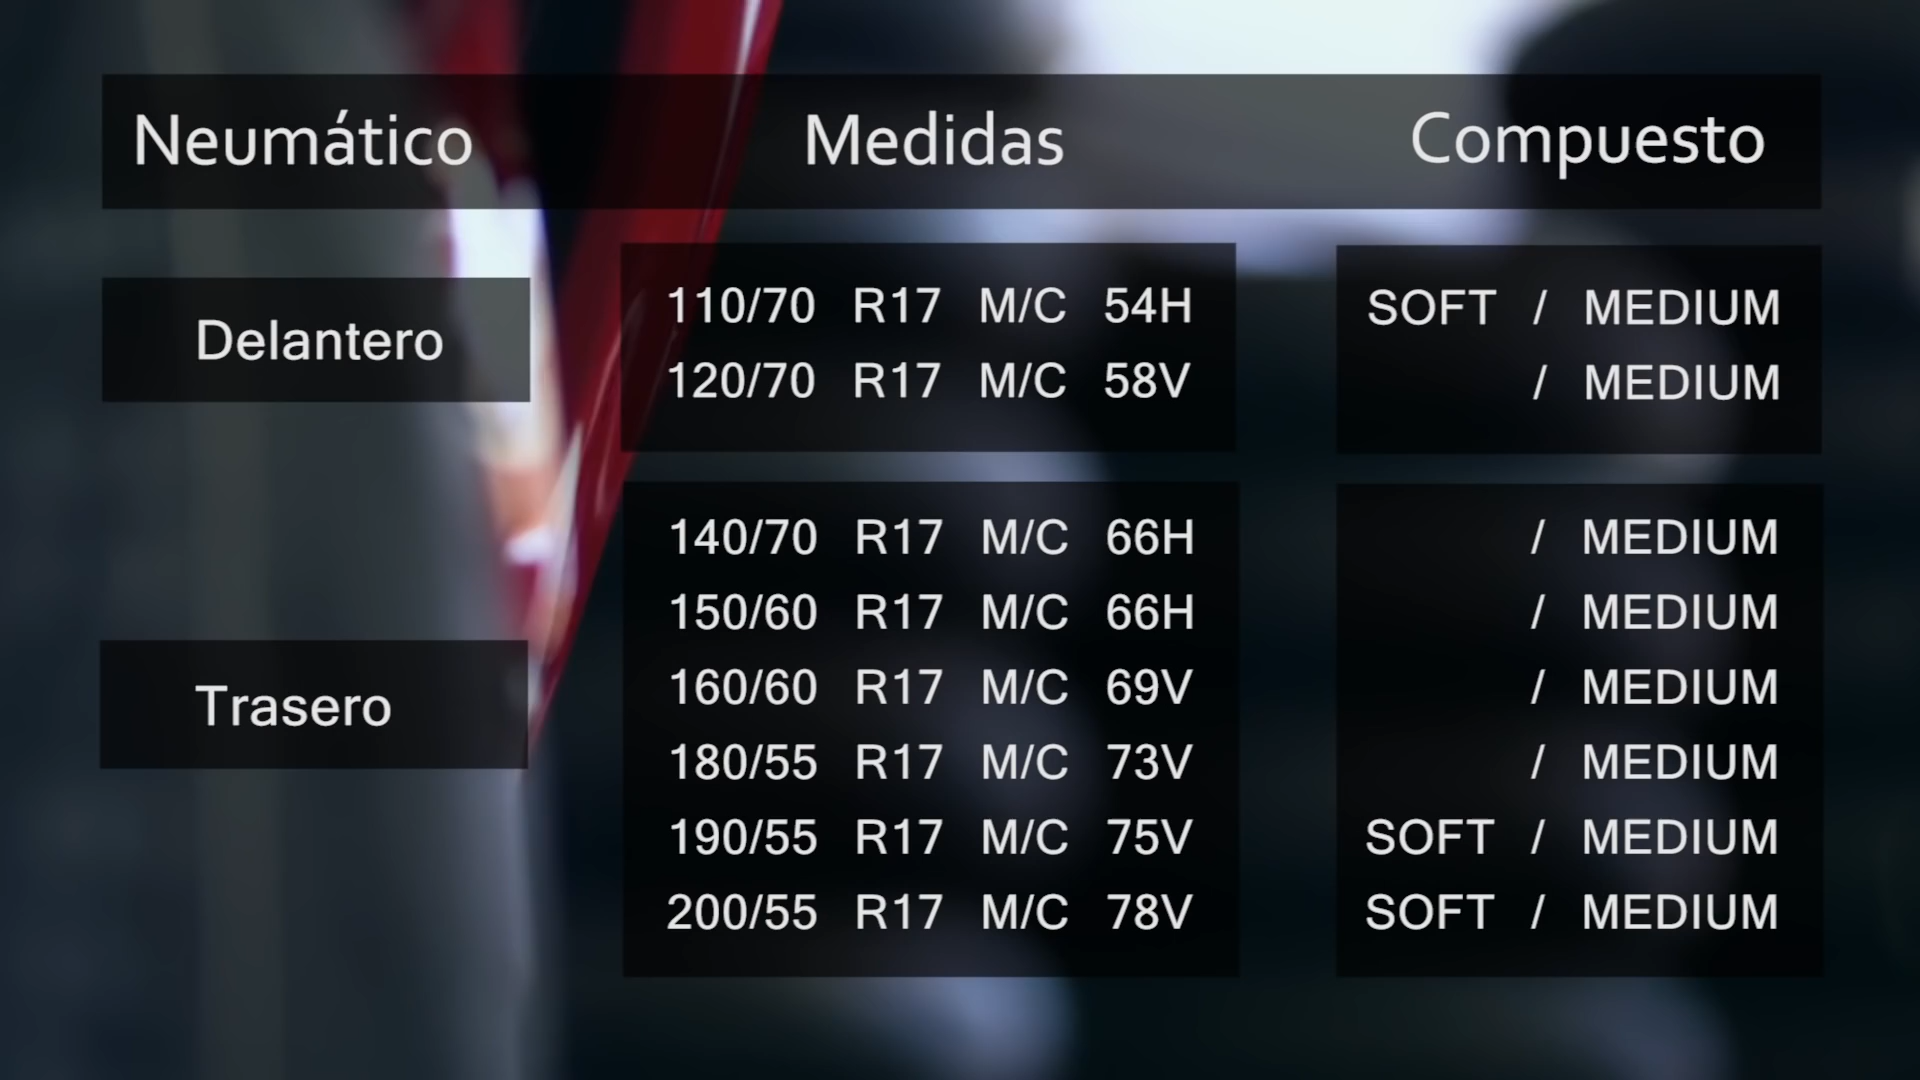 Neumático Medidas Compuesto
Delantero
110/70 R17 M/C 54H SOFT / MEDIUM
120/70 R17 M/C 58V / MEDIUM
Trasero
140/70 R17 M/C 66H / MEDIUM
150/60 R17 M/C 66H / MEDIUM
160/60 R17 M/C 69V / MEDIUM
180/55 R17 M/C 73V / MEDIUM
190/55 R17 M/C 75V SOFT / MEDIUM
200/55 R17 M/C 78V SOFT / MEDIUM